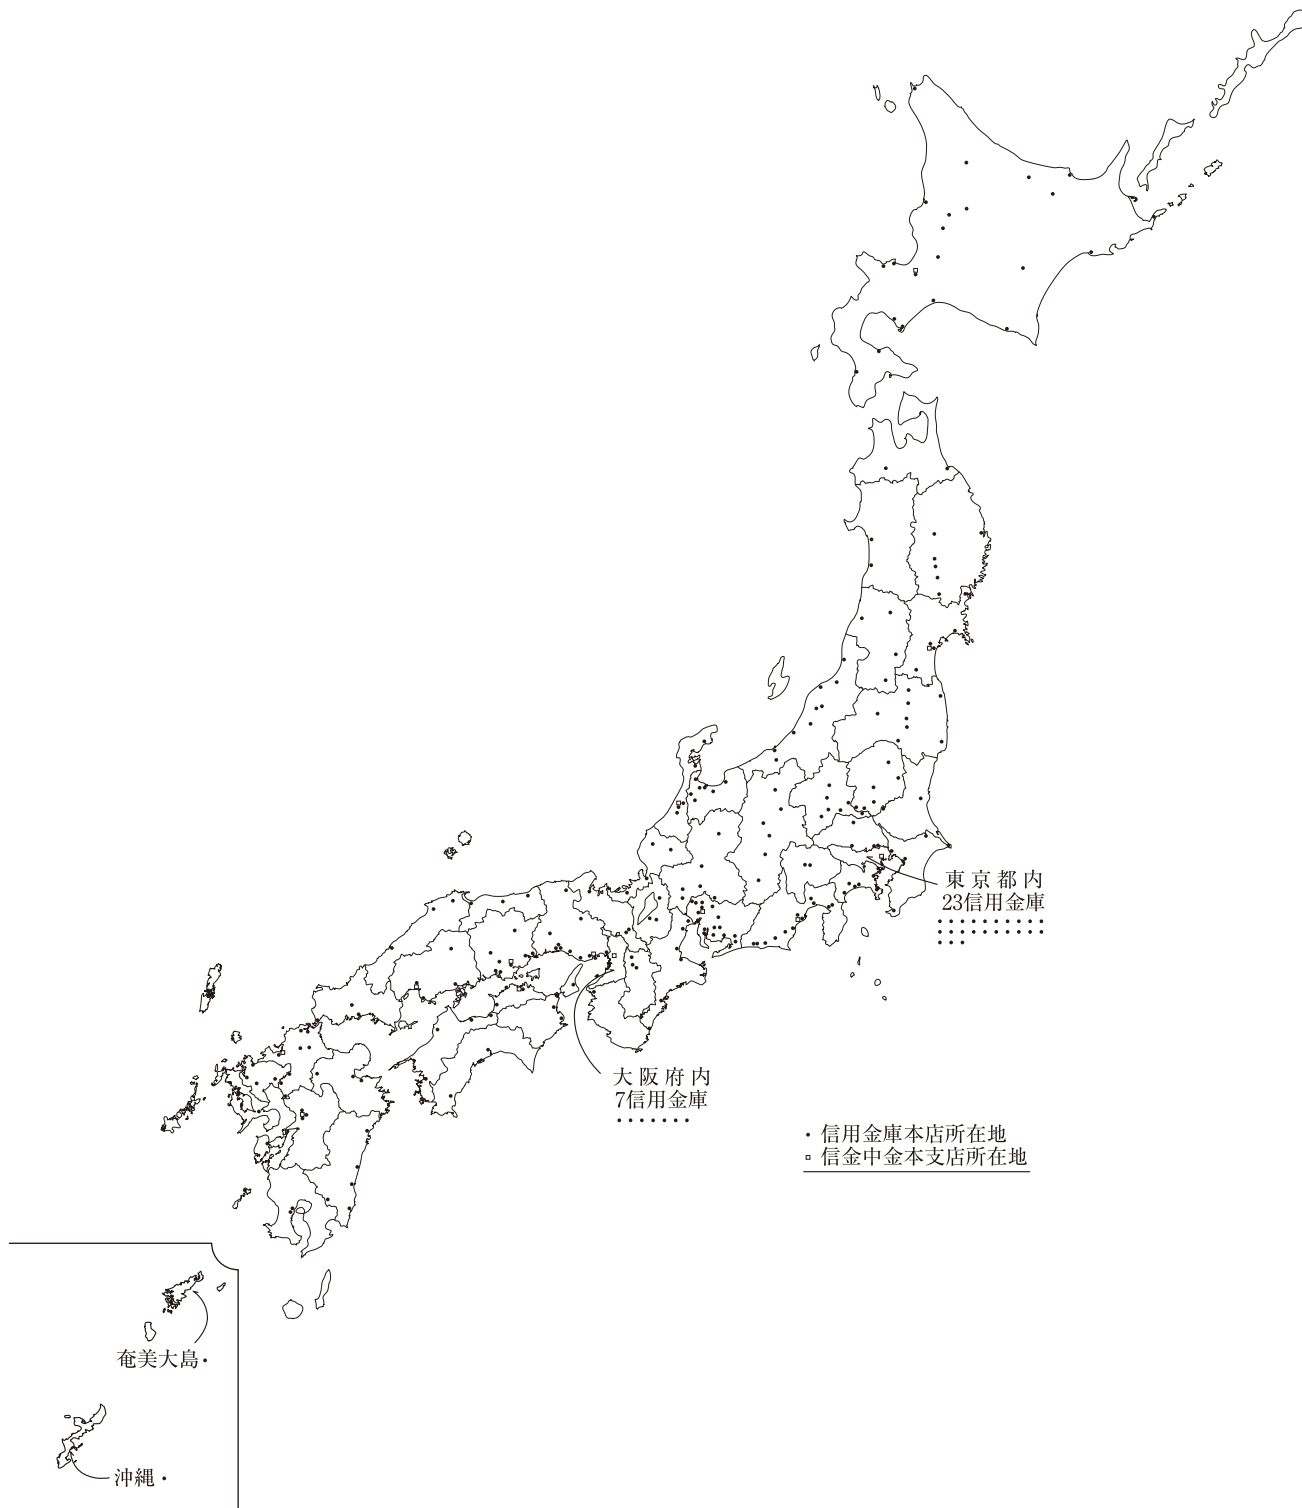 東京都内
23信用金庫
大阪府内
7信用金庫
・信用金庫本店所在地
□信金中金本支店所在地
奄美大島・
沖縄・